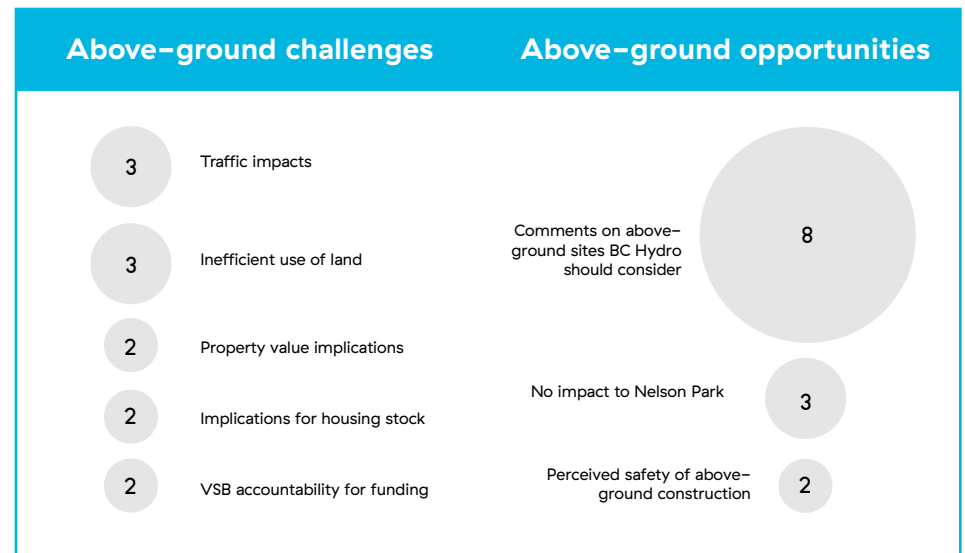 Above-ground challenges
3
Traffic impacts
3
Inefficient use of land
2
Property value implications
2
Implications for housing stock
2
VSB accountability for funding
Above-ground opportunities
Comments on above-
ground sites BC Hydro
should consider
8
No impact to Nelson Park
3
Perceived safety of above-
ground construction
2